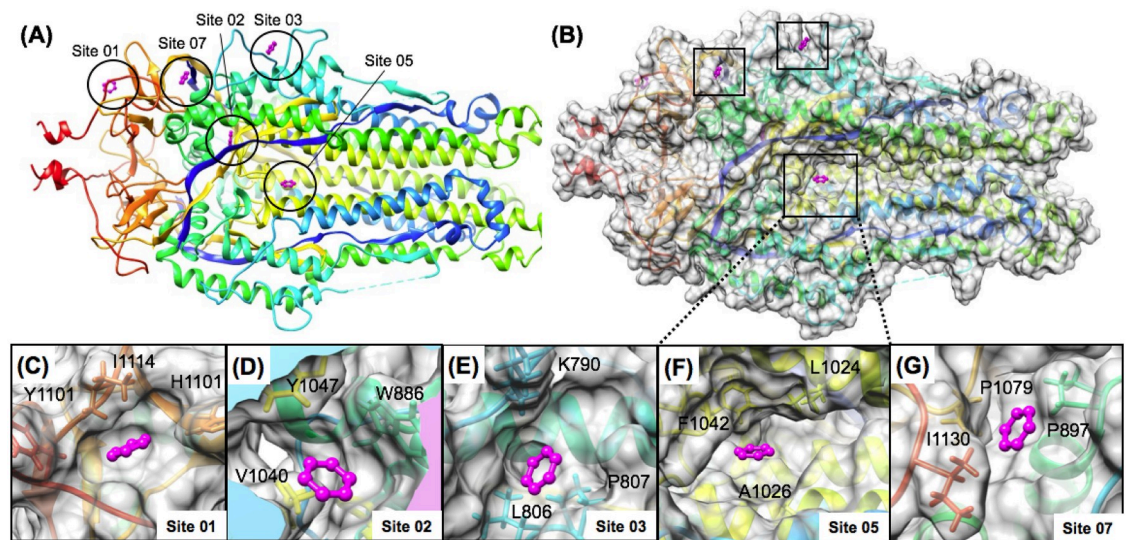 (A)
Site 01
Site 07
Site 02
Site 03
Site 05
(B)
(C)
I1114
Y1101
H1101
Site 01
(D)
Y1047
W886
V1040
Site 02
(E)
K790
P807
L806
Site 03
(F)
L1024
F1042
A1026
Site 05
(G)
P1079
P897
I1130
Site 07